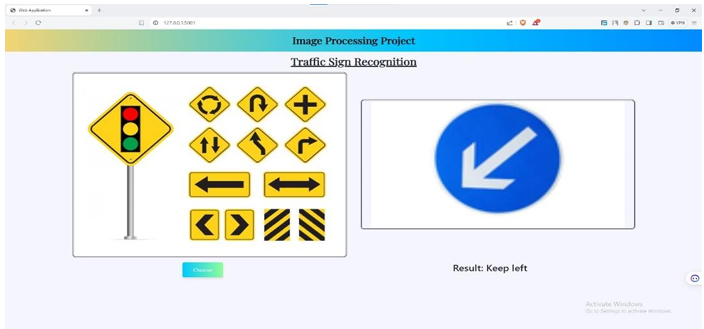 Web Application
127.0.0.1:5001
VPN
Image Processing Project
Traffic Sign Recognition
Choose
Result: Keep left
Activate Windows
Go to Settings to activate Windows.